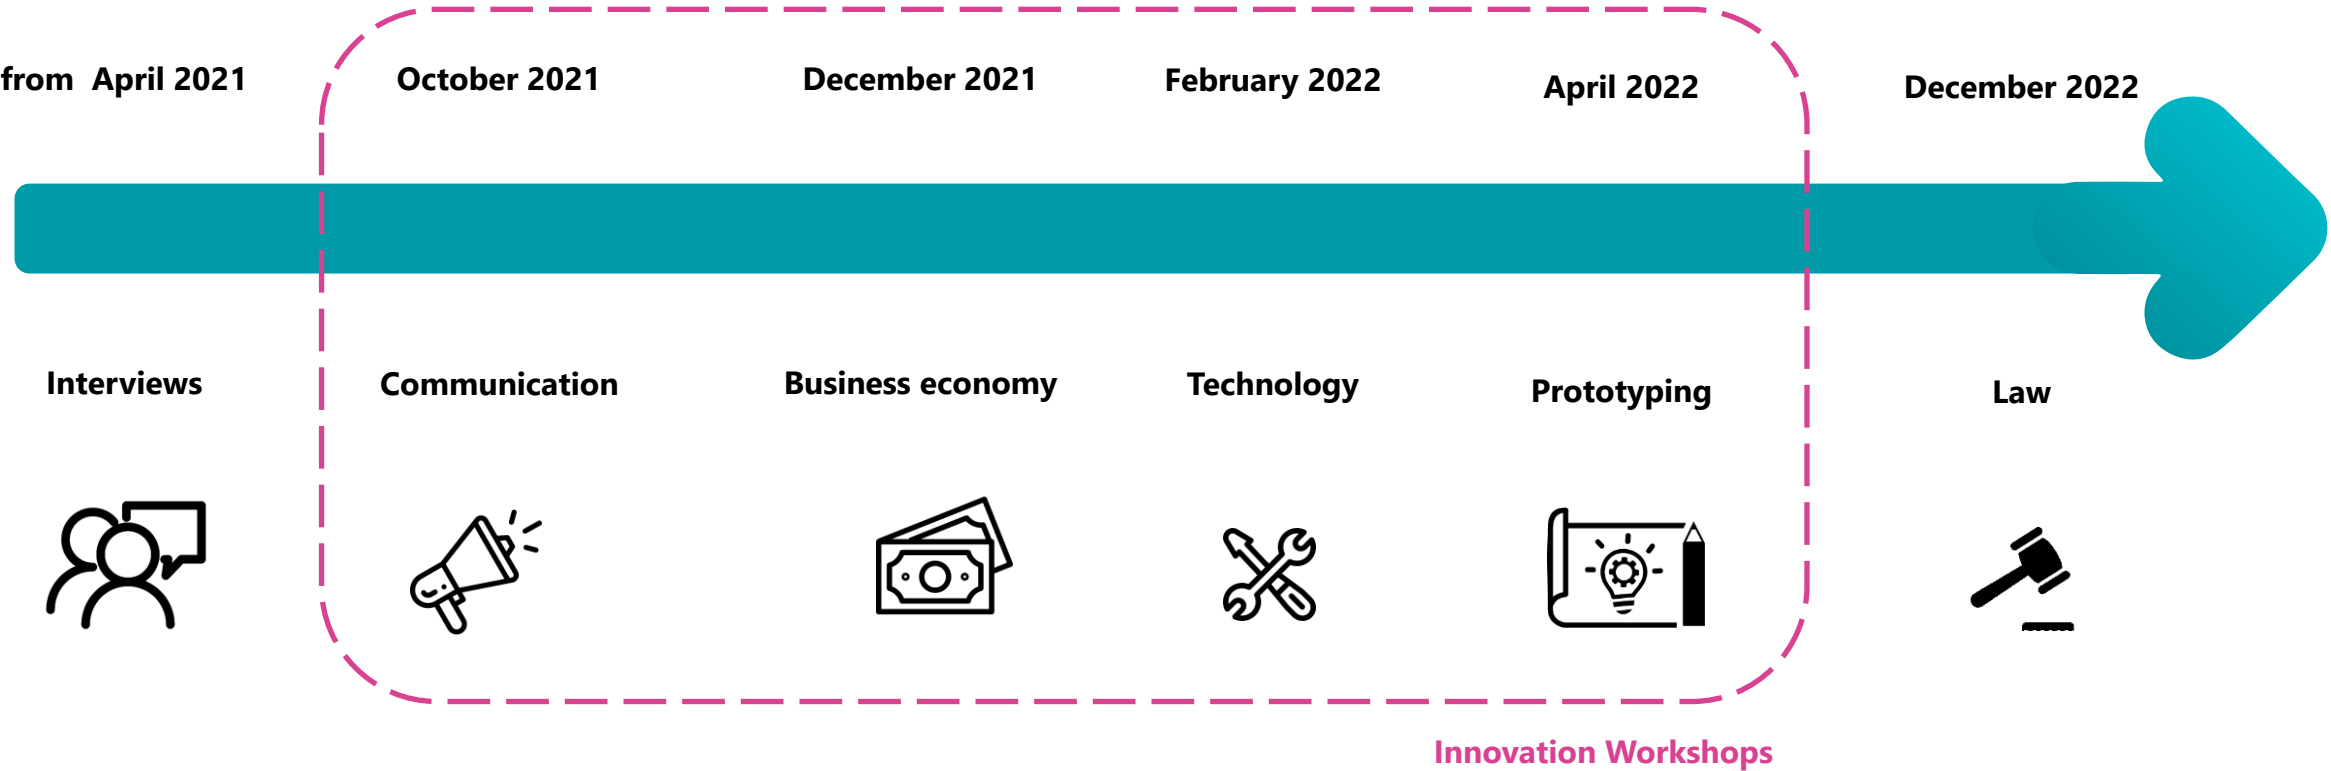 from  April 2021
October 2021
December 2021
February 2022
April 2022
December 2022
Interviews
Communication
Business economy
Technology
Prototyping
Law
Innovation Workshops